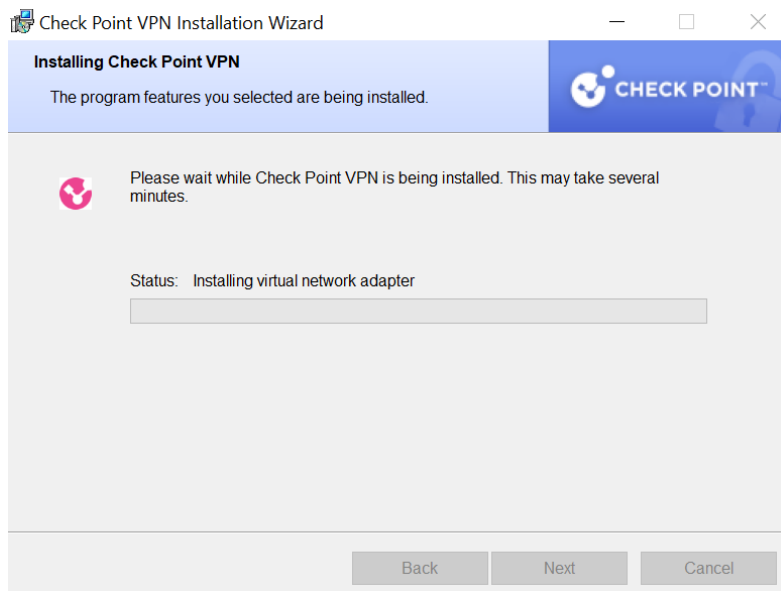 Check Point VPN Installation Wizard
Installing Check Point VPN
The program features you selected are being installed.
CHECK POINT™
Please wait while Check Point VPN is being installed. This may take several
minutes.
Status: Installing virtual network adapter
Back Next Cancel